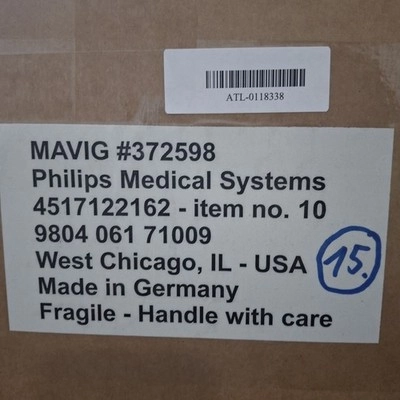 ATL-0118338
MAVIG #372598
Philips Medical Systems
4517122162 - item no. 10
9804 061 71009
West Chicago, IL - USA
15.
Made in Germany
Fragile - Handle with care